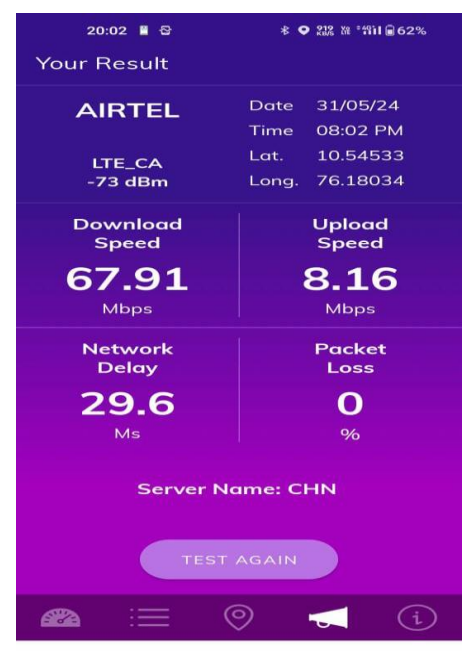 20:02 62%
Your Result
AIRTEL
LTE_CA
-73 dBm
Date 31/05/24
Time 08:02 PM
Lat. 10.54533
Long. 76.18034
Download
Speed
67.91
Mbps
Upload
Speed
8.16
Mbps
Network
Delay
29.6
Ms
Packet
Loss
0
%
Server Name: CHN
TEST AGAIN
i